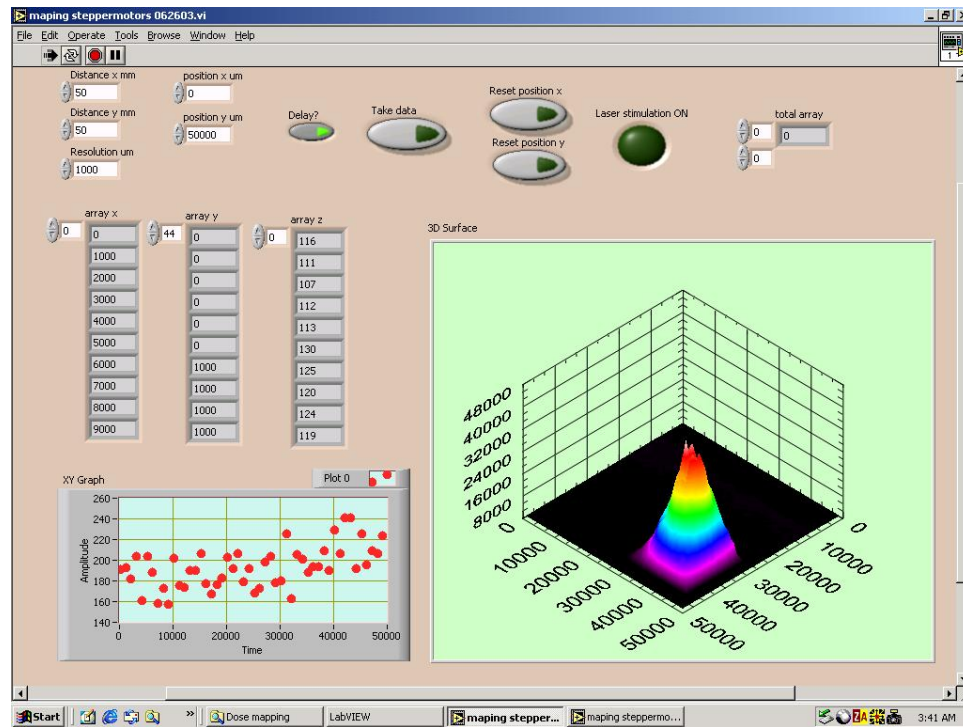 maping steppermotors 062603.vi
File Edit Operate Tools Browse Window Help
1
Distance x mm
50
Distance y mm
50
Resolution um
1000
position x um
0
position y um
50000
Delay?
Take data
Reset position x
Reset position y
Laser stimulation ON
total array
0
0
0
array x
0
0
1000
2000
3000
4000
5000
6000
7000
8000
9000
array y
44
0
0
0
0
0
0
1000
1000
1000
1000
array z
0
116
111
107
112
113
130
125
120
124
119
3D Surface
48000
40000
32000
24000
16000
8000
0
10000
20000
30000
40000
50000
0
10000
20000
30000
40000
50000
XY Graph
Plot 0
Amplitude
260
240
220
200
180
160
140
0 10000 20000 30000 40000 50000
Time
Start » Dose mapping LabVIEW maping stepper... maping steppermo... ZA 3:41 AM